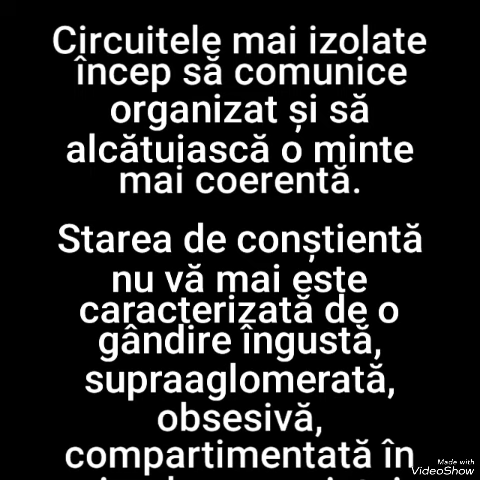 Circuitele mai izolate
încep să comunice
organizat și să
alcătuiască o minte
mai coerentă.
Starea de conștientă
nu vă mai este
caracterizată de o
gândire îngustă,
supraaglomerată,
obsesivă,
compartimentată în
Made with
VideoShow